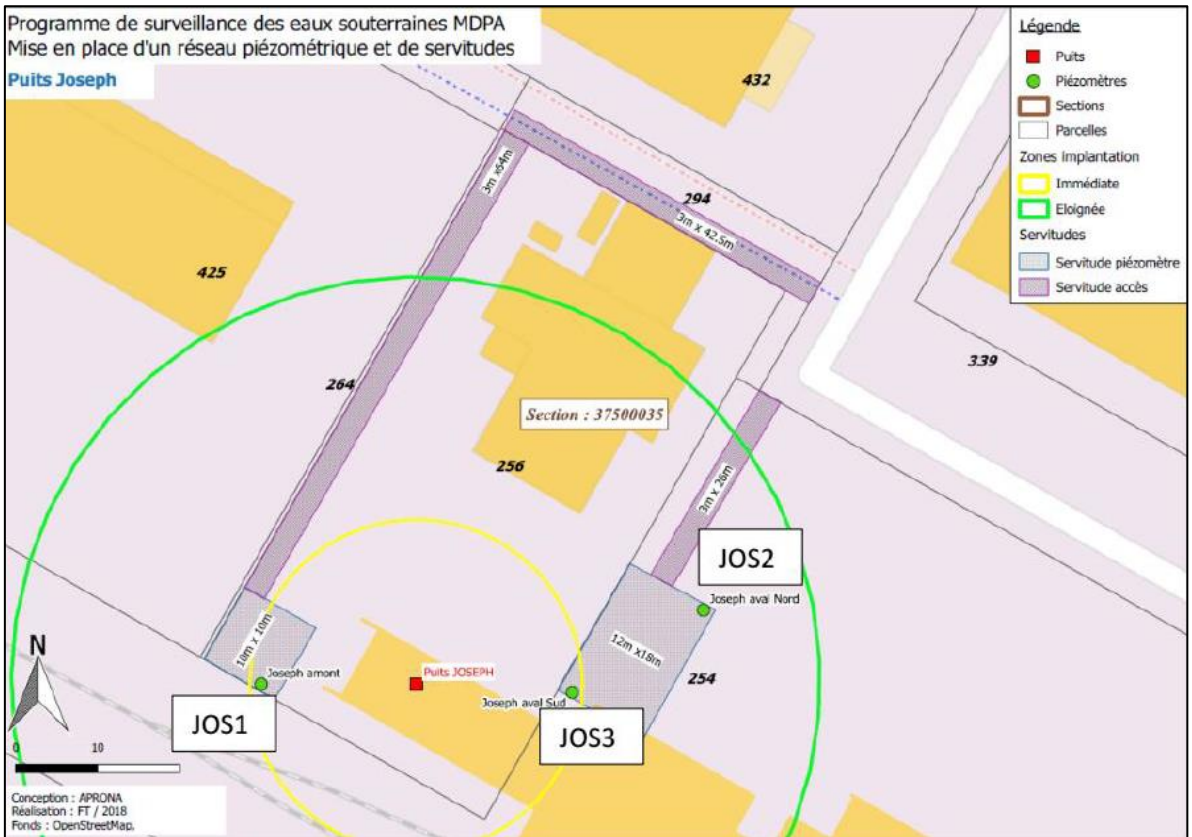 Programme de surveillance des eaux souterraines MDPA
Mise en place d'un réseau piézométrique et de servitudes
Puits Joseph
Légende
Puits
Piézomètres
Sections
Parcelles
Zones implantation
Immédiate
Eloignée
Servitudes
Servitude piézomètre
Servitude accès
432
3m x64m
294
3m x 42.5m
425
339
264
Section : 37500035
256
3m x 26m
JOS2
Joseph aval Nord
10m x 10m
12m x18m
Puits JOSEPH
Joseph amont
254
Joseph aval Sud
N
JOS1
JOS3
0 10
Conception : APRONA
Réalisation : FT / 2018
Fonds : OpenStreetMap.